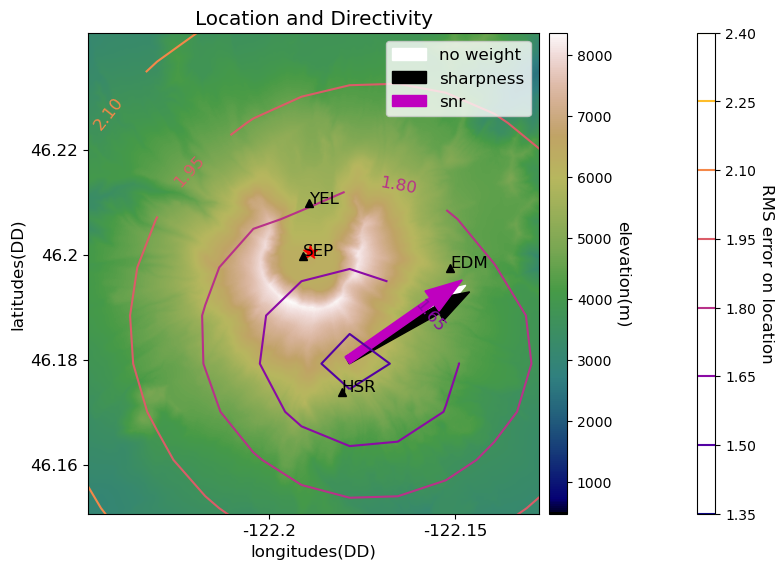 Location and Directivity
no weight
sharpness
snr
2.10
1.95
1.80
YEL
SEP
EDM
HSR
46.22
46.2
46.18
46.16
-122.2
-122.15
latitudes(DD)
longitudes(DD)
8000
7000
6000
5000
4000
3000
2000
1000
elevation(m)
2.40
2.25
2.10
1.95
1.80
1.65
1.50
1.35
RMS error on location